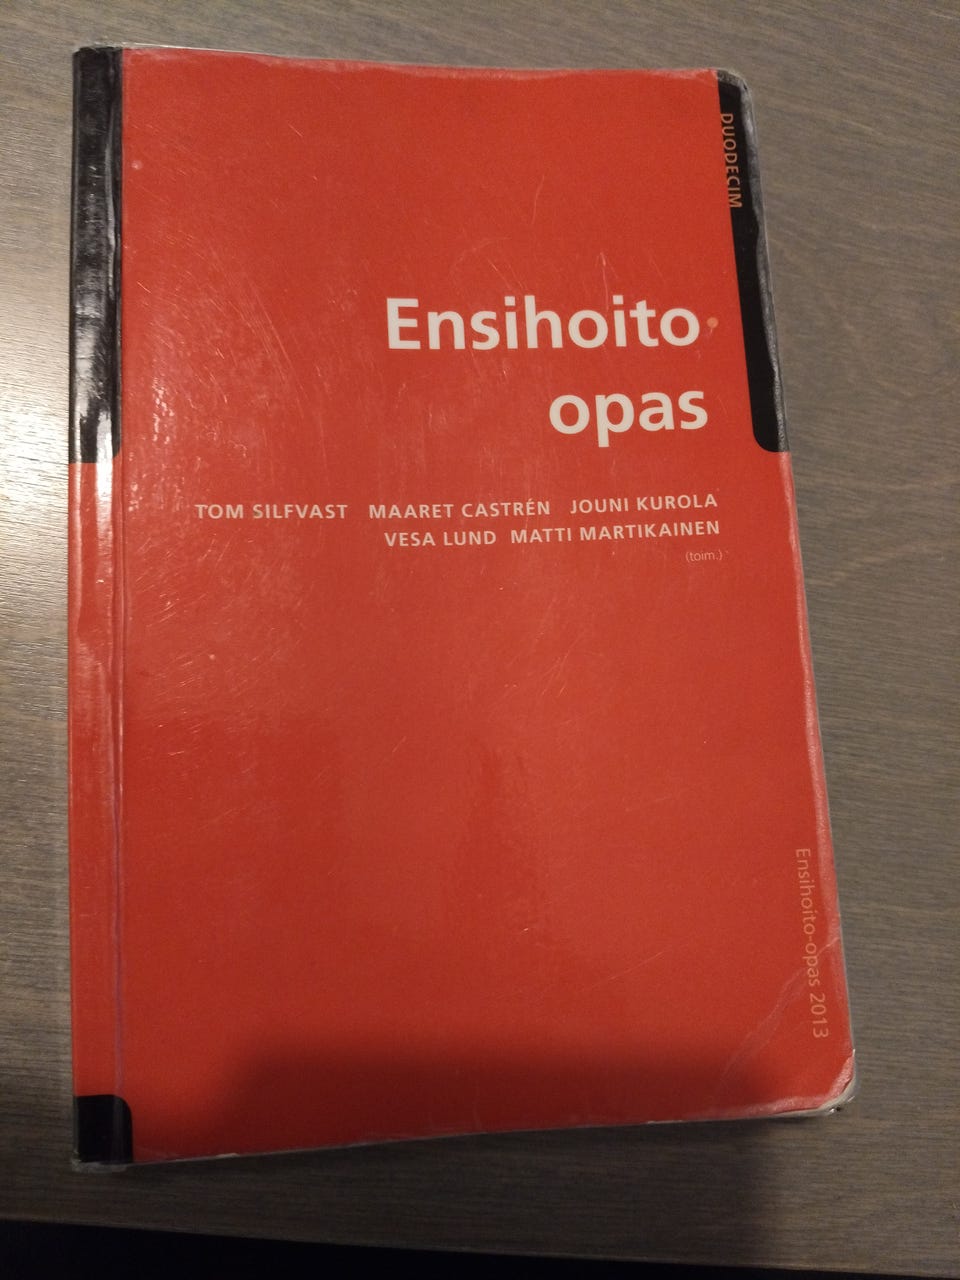 DUODECIM
Ensihoito
opas
TOM SILFVAST MAARET CASTRÉN JOUNI KUROLA
VESA LUND MATTI MARTIKAINEN
(toim.)
Ensihoito-opas 2013